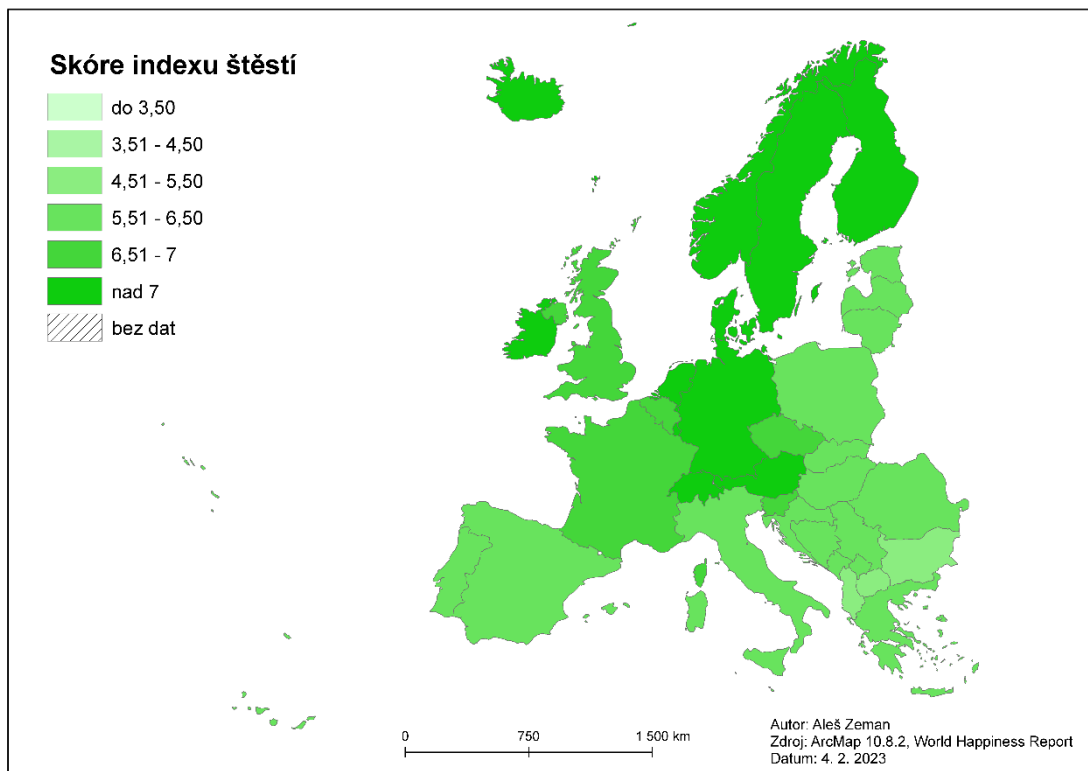 Skóre indexu štěstí
do 3,50
3,51 - 4,50
4,51 - 5,50
5,51 - 6,50
6,51 - 7
nad 7
bez dat
0 750 1 500 km
Autor: Aleš Zeman
Zdroj: ArcMap 10.8.2, World Happiness Report
Datum: 4. 2. 2023